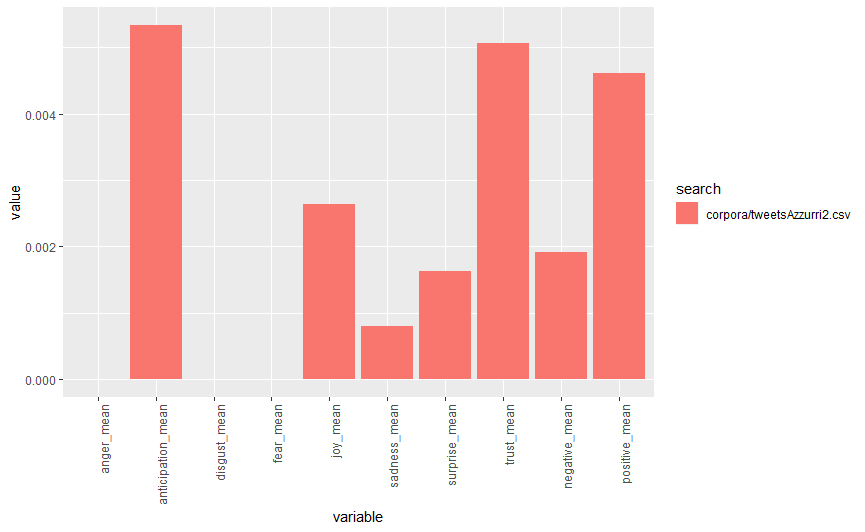 value
0.004
0.002
0.000
anger_mean
anticipation_mean
disgust_mean
fear_mean
joy_mean
sadness_mean
surprise_mean
trust_mean
negative_mean
positive_mean
variable
search
corpora/tweetsAzzurri2.csv